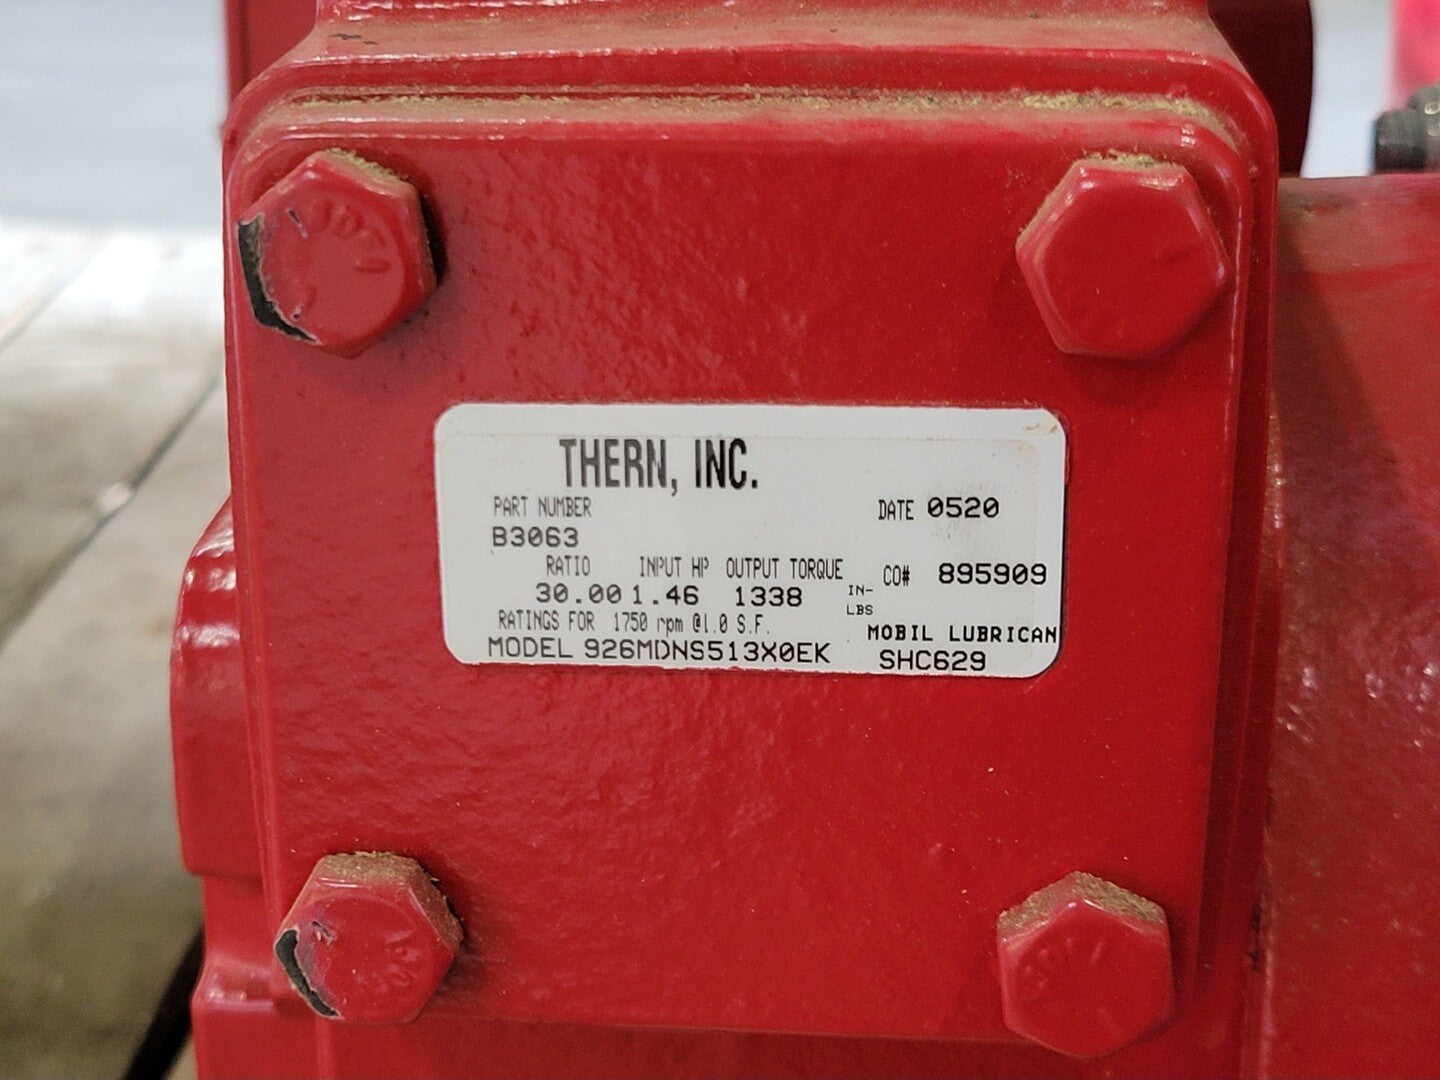 THERN, INC.
PART NUMBER DATE 0520
B3063
RATIO INPUT HP OUTPUT TORQUE CO# 895909
30.00 1.46 1338 IN-
LBS
RATINGS FOR 1750 rpm @1.0 S.F. MOBIL LUBRICAN
MODEL 926MDNS513X0EK SHC629